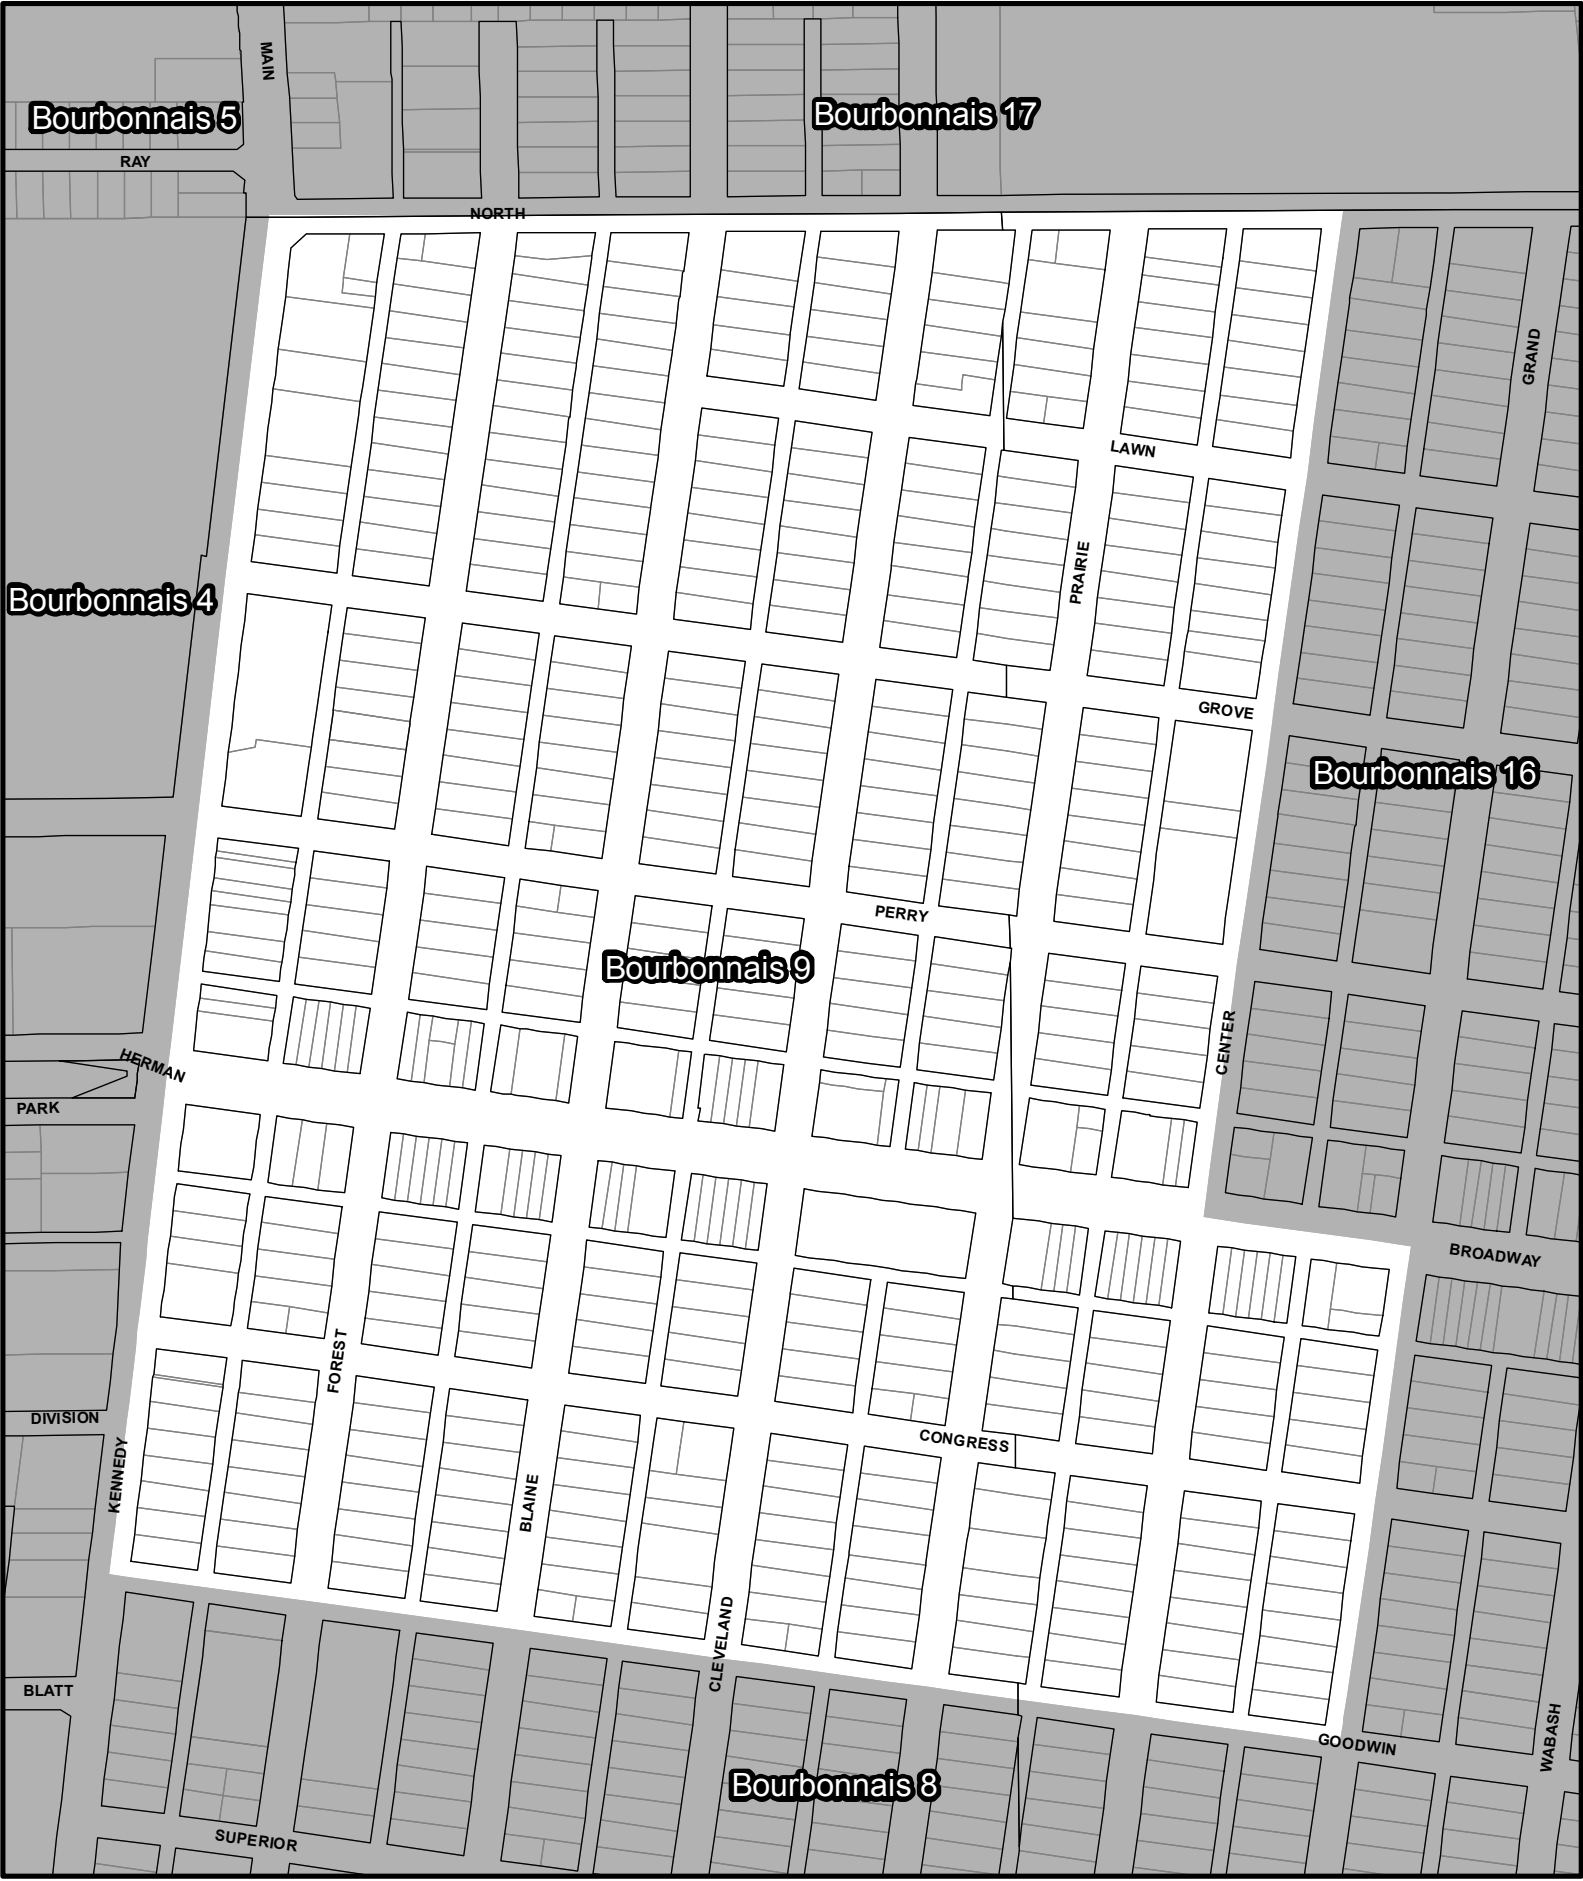 MAIN
Bourbonnais 5
Bourbonnais 17
RAY
NORTH
GRAND
LAWN
PRAIRIE
Bourbonnais 4
GROVE
Bourbonnais 16
PERRY
Bourbonnais 9
CENTER
HERMAN
PARK
BROADWAY
FOREST
DIVISION
CONGRESS
KENNEDY
BLAINE
CLEVELAND
BLATT
GOODWIN
WABASH
Bourbonnais 8
SUPERIOR